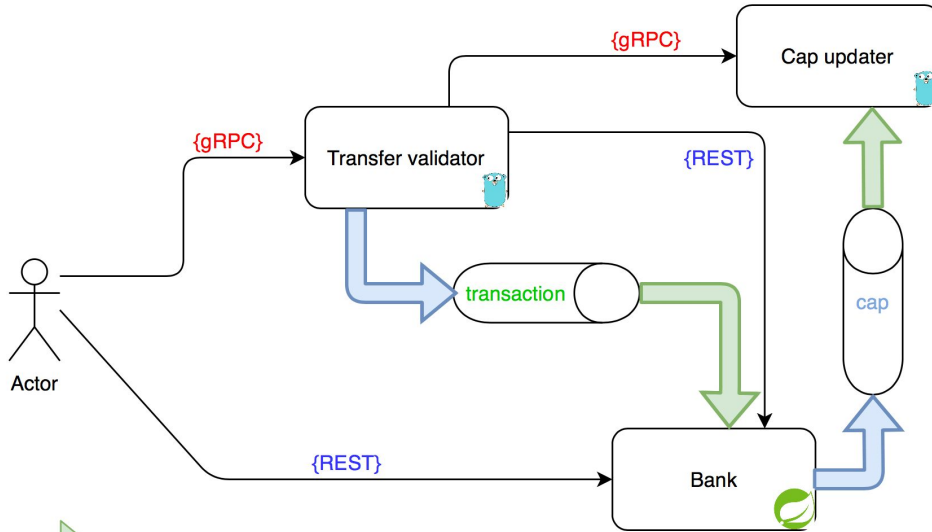 {gRPC}
Cap updater
{gRPC}
Transfer validator
{REST}
transaction
cap
Actor
{REST}
Bank